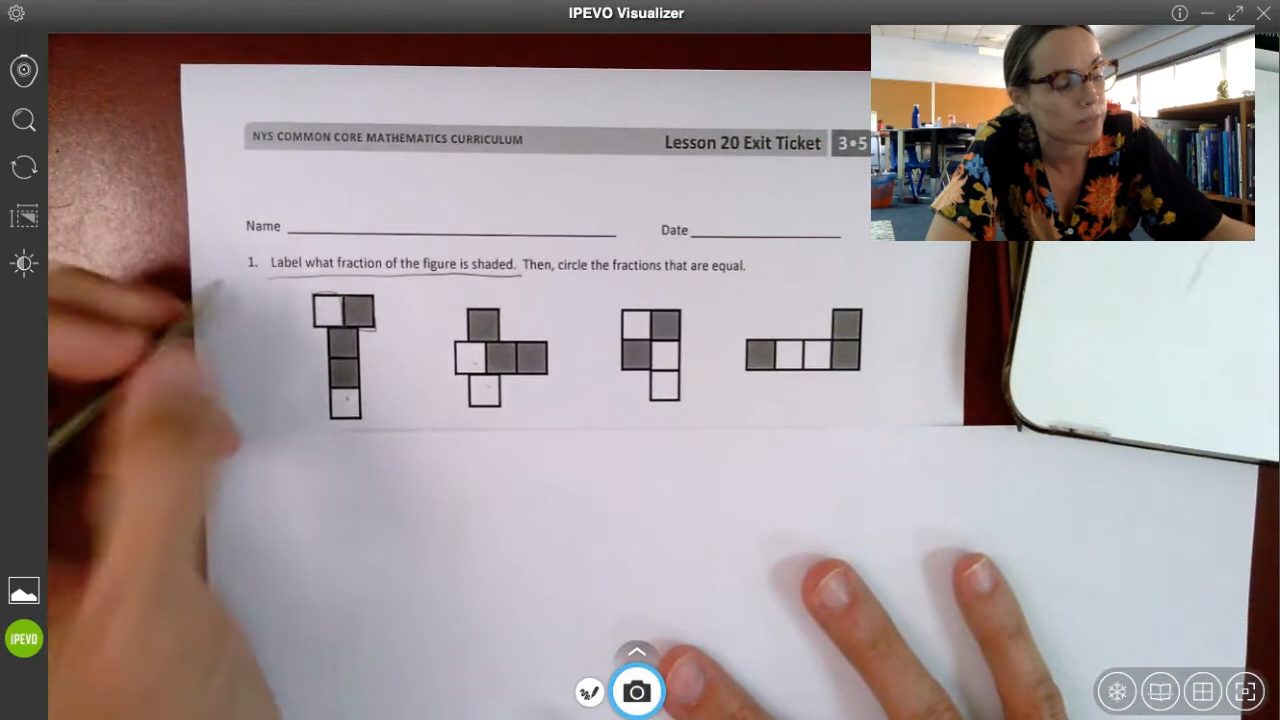 IPEVO Visualizer
NYS COMMON CORE MATHEMATICS CURRICULUM
Lesson 20 Exit Ticket
3•5
Name
Date
1. Label what fraction of the figure is shaded. Then, circle the fractions that are equal.
IPEVO